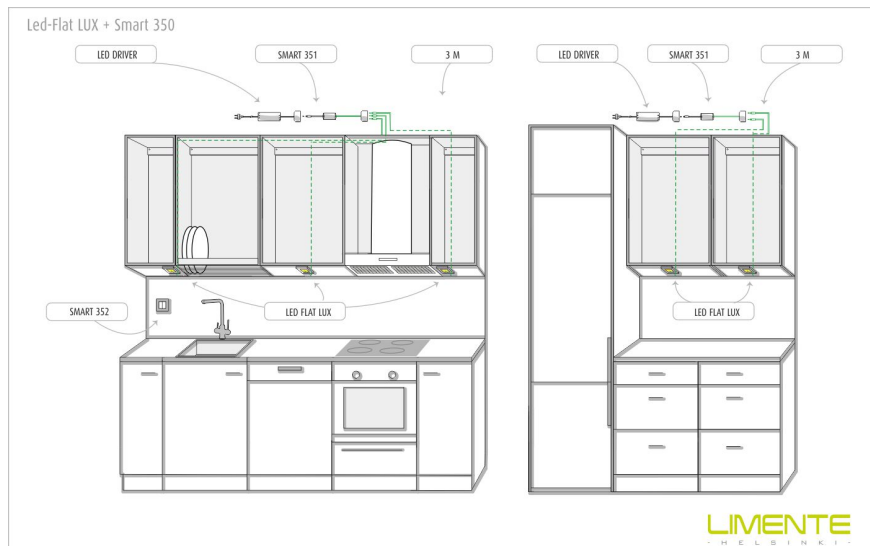 Led-Flat LUX + Smart 350
LED DRIVER
SMART 351
3 M
LED DRIVER
SMART 351
3 M
SMART 352
LED FLAT LUX
LED FLAT LUX
LIMENTE
- HELSINKI -